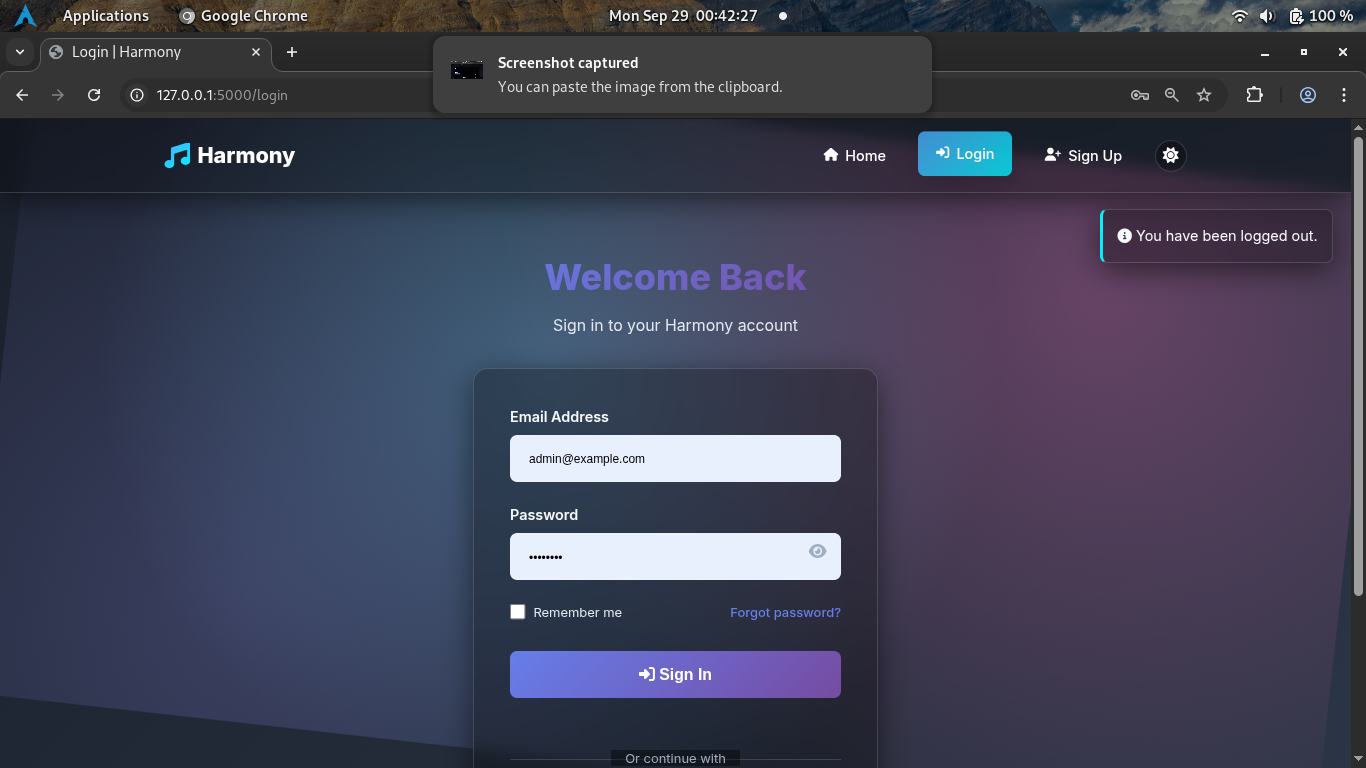 Applications Google Chrome Mon Sep 29 00:42:27 100 %
Login | Harmony
Screenshot captured
You can paste the image from the clipboard.
127.0.0.1:5000/login
Harmony Home Login Sign Up
You have been logged out.
Welcome Back
Sign in to your Harmony account
Email Address
admin@example.com
Password
••••••••
Remember me Forgot password?
Sign In
Or continue with